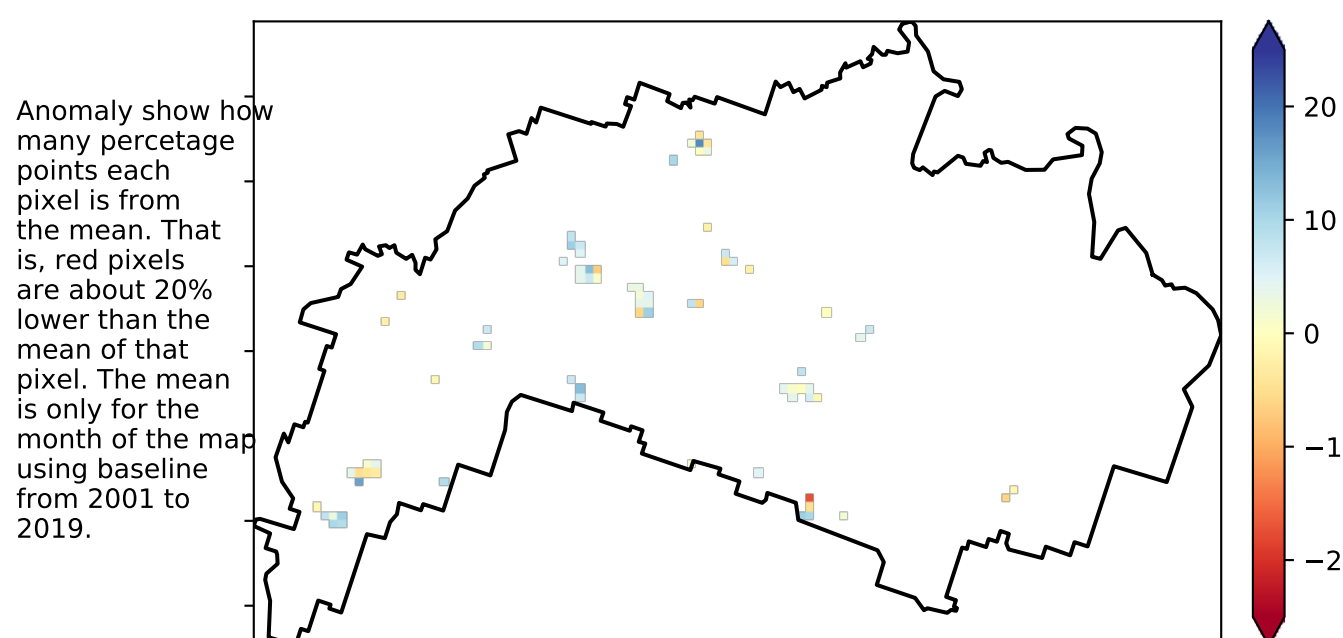 Anomaly show how
many percetage
points each
pixel is from
the mean. That
is, red pixels
are about 20%
lower than the
mean of that
pixel. The mean
is only for the
month of the map
using baseline
from 2001 to
2019.
20
10
0
−1
−2